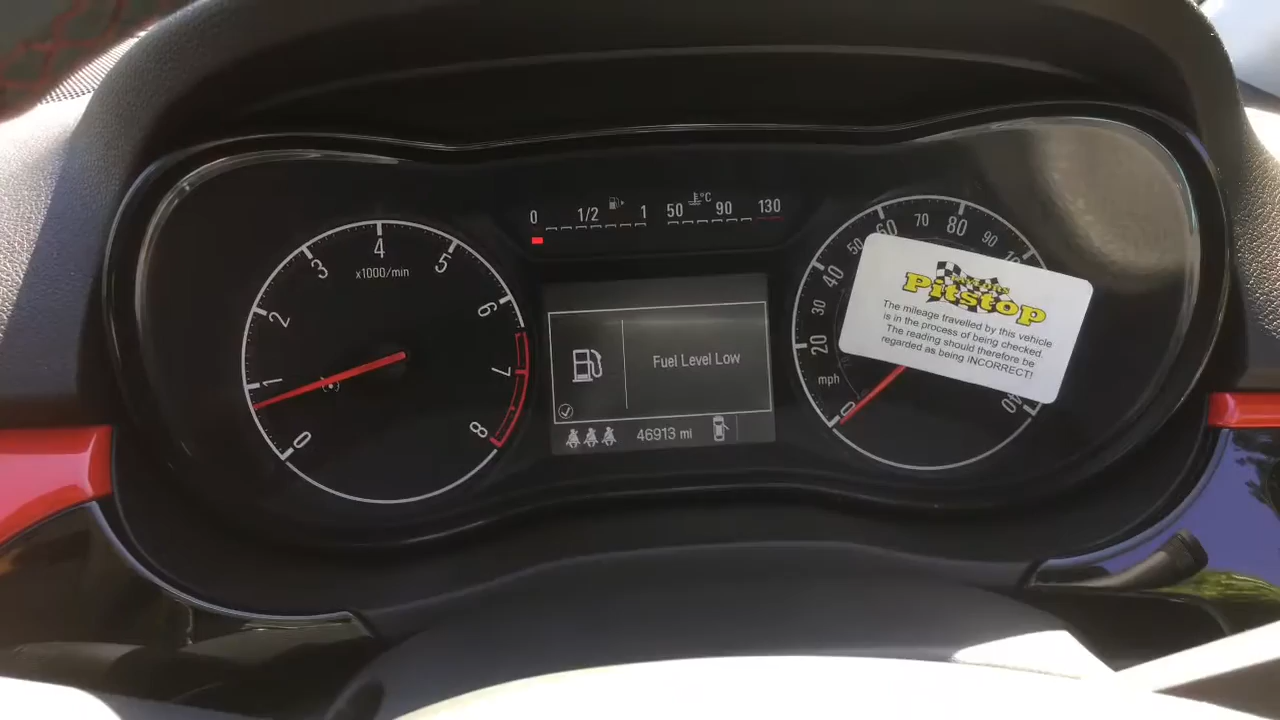 0 1/2 1 50 °C 90 130
0 1 2 3 4 5 6 7 8
x1000/min
Fuel Level Low
46913 mi
0 20 30 40 50 60 70 80 90
mph
Pitstop
The mileage travelled by this vehicle
is in the process of being checked.
The reading should therefore be
regarded as being INCORRECT!